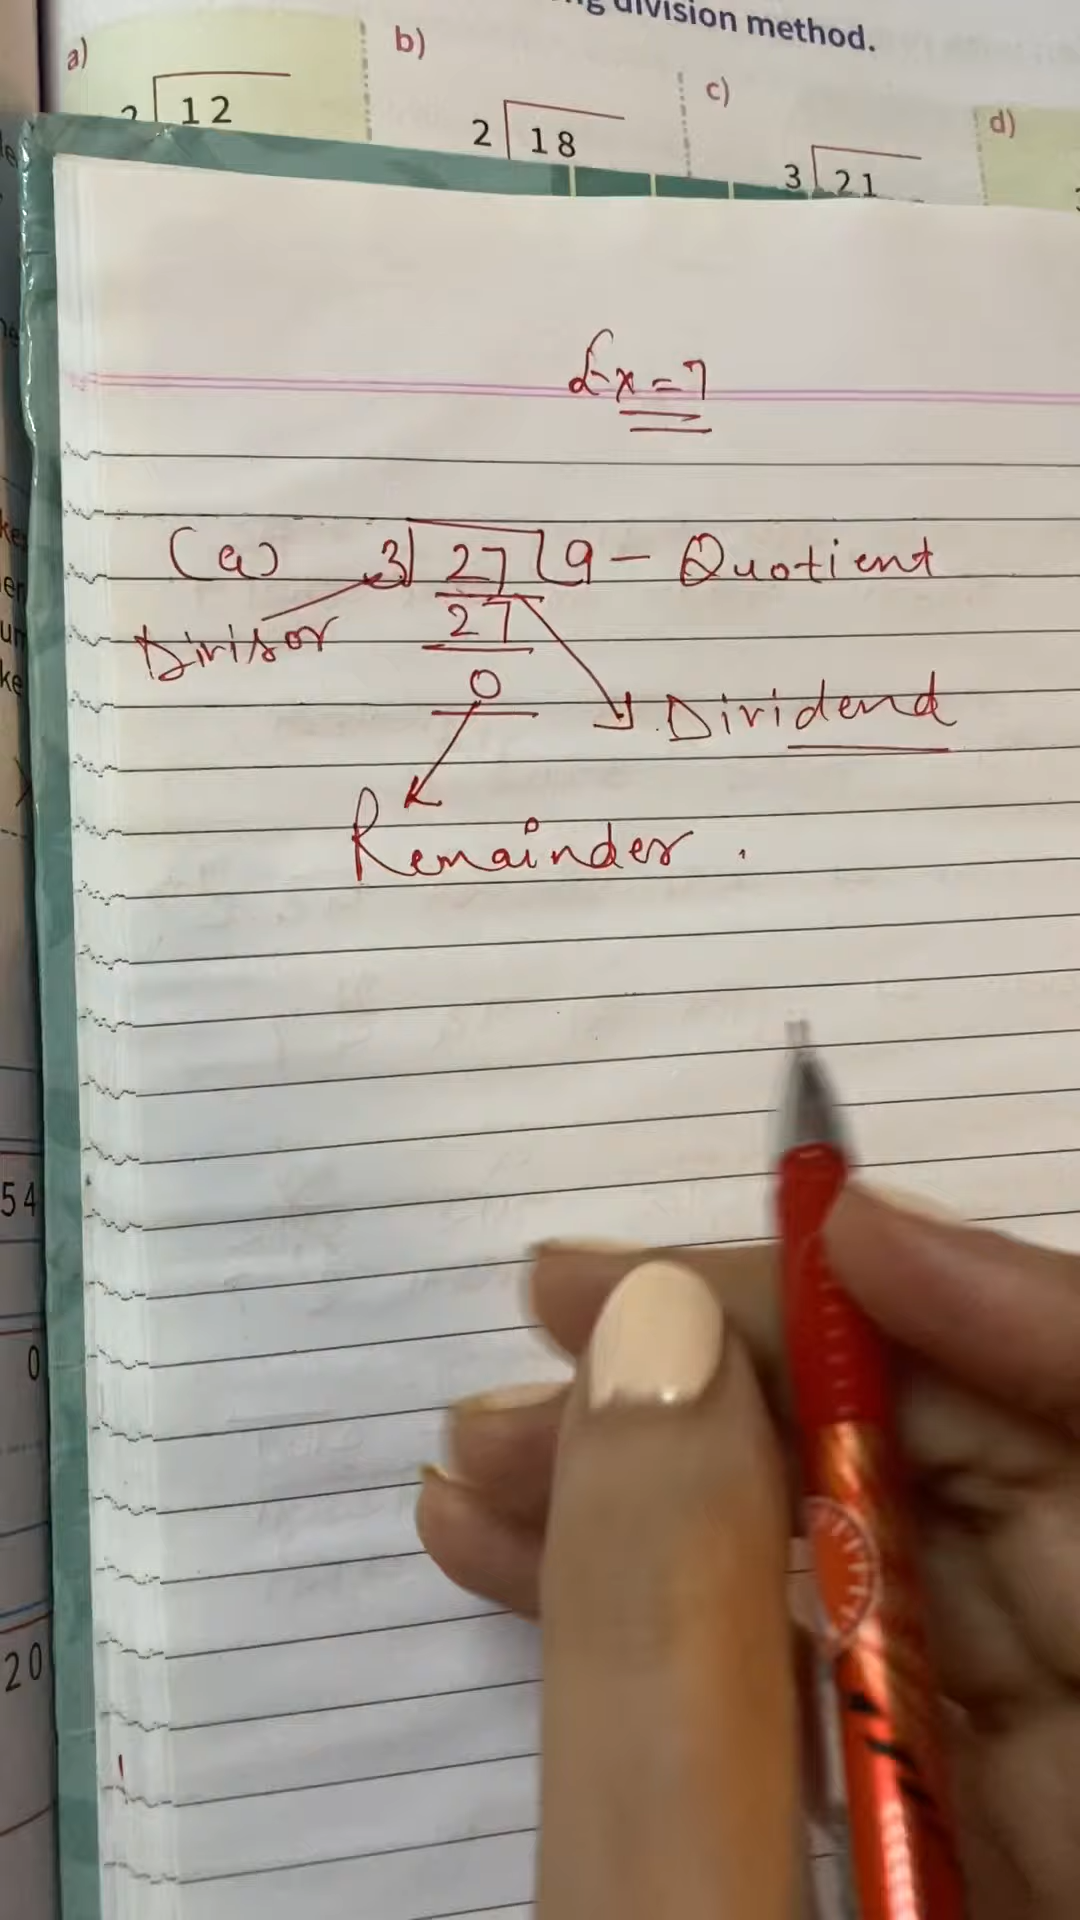 division method.
a) b) c) d)
2 12
2 18
3 21
Ex = 7
(a) 3 27 9 - Quotient
Divisor 27
0 Dividend
Remainder .
54
0
20